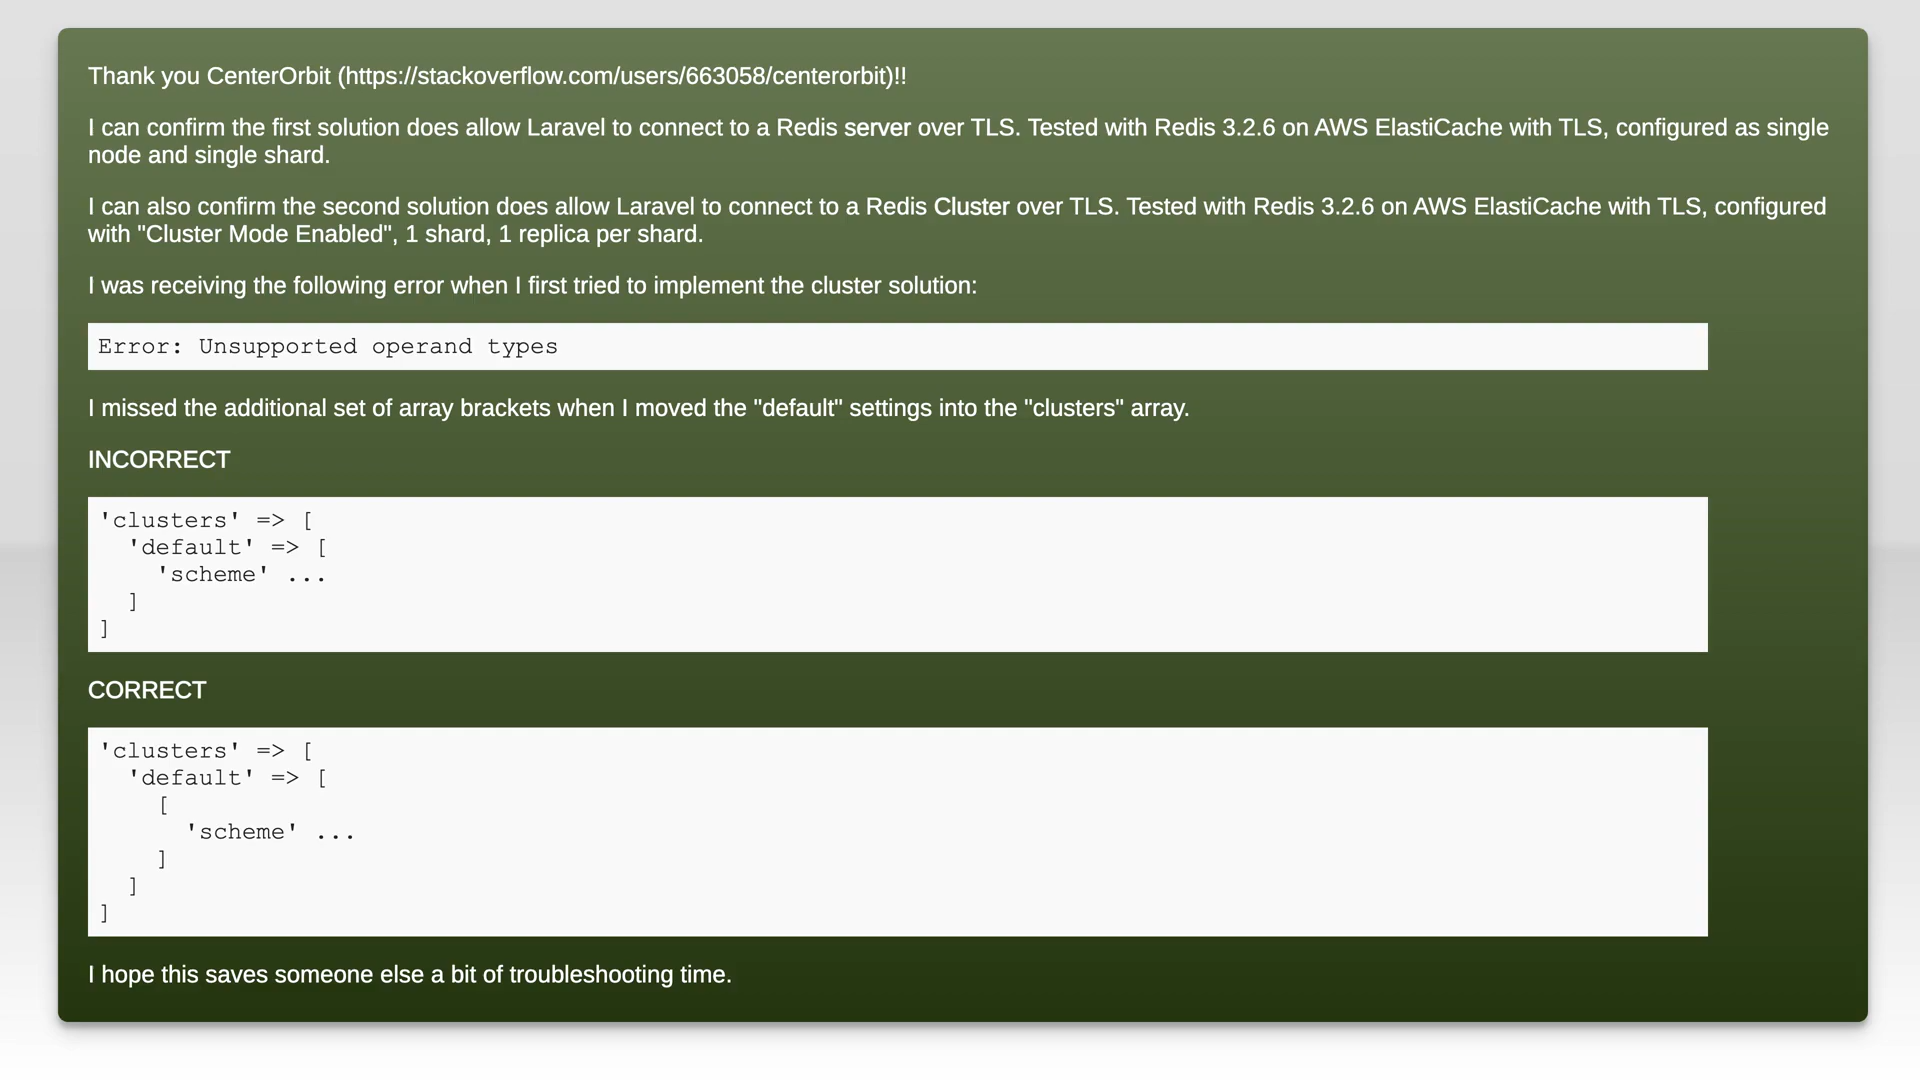 Thank you CenterOrbit (https://stackoverflow.com/users/663058/centerorbit)!!
I can confirm the first solution does allow Laravel to connect to a Redis server over TLS. Tested with Redis 3.2.6 on AWS ElastiCache with TLS, configured as single
node and single shard.
I can also confirm the second solution does allow Laravel to connect to a Redis Cluster over TLS. Tested with Redis 3.2.6 on AWS ElastiCache with TLS, configured
with "Cluster Mode Enabled", 1 shard, 1 replica per shard.
I was receiving the following error when I first tried to implement the cluster solution:
Error: Unsupported operand types
I missed the additional set of array brackets when I moved the "default" settings into the "clusters" array.
INCORRECT
'clusters' => [
  'default' => [
    'scheme' ...
  ]
]
CORRECT
'clusters' => [
  'default' => [
    [
      'scheme' ...
    ]
  ]
]
I hope this saves someone else a bit of troubleshooting time.